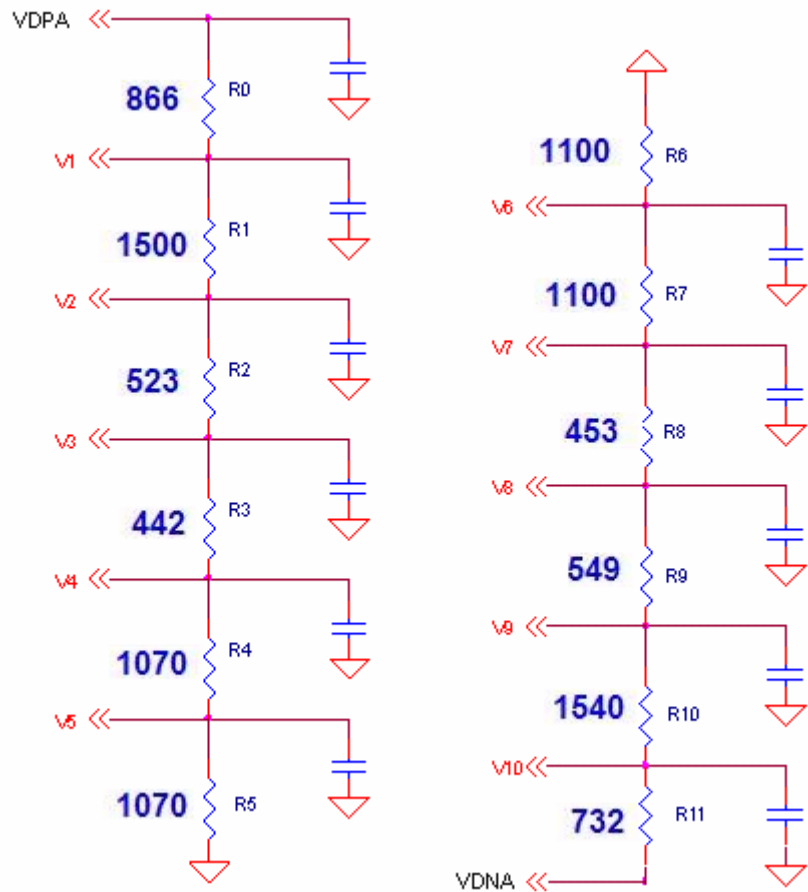 VDPA
866 R0
V1
1500 R1
V2
523 R2
V3
442 R3
V4
1070 R4
V5
1070 R5
1100 R6
V6
1100 R7
V7
453 R8
V8
549 R9
V9
1540 R10
V10
732 R11
VDNA